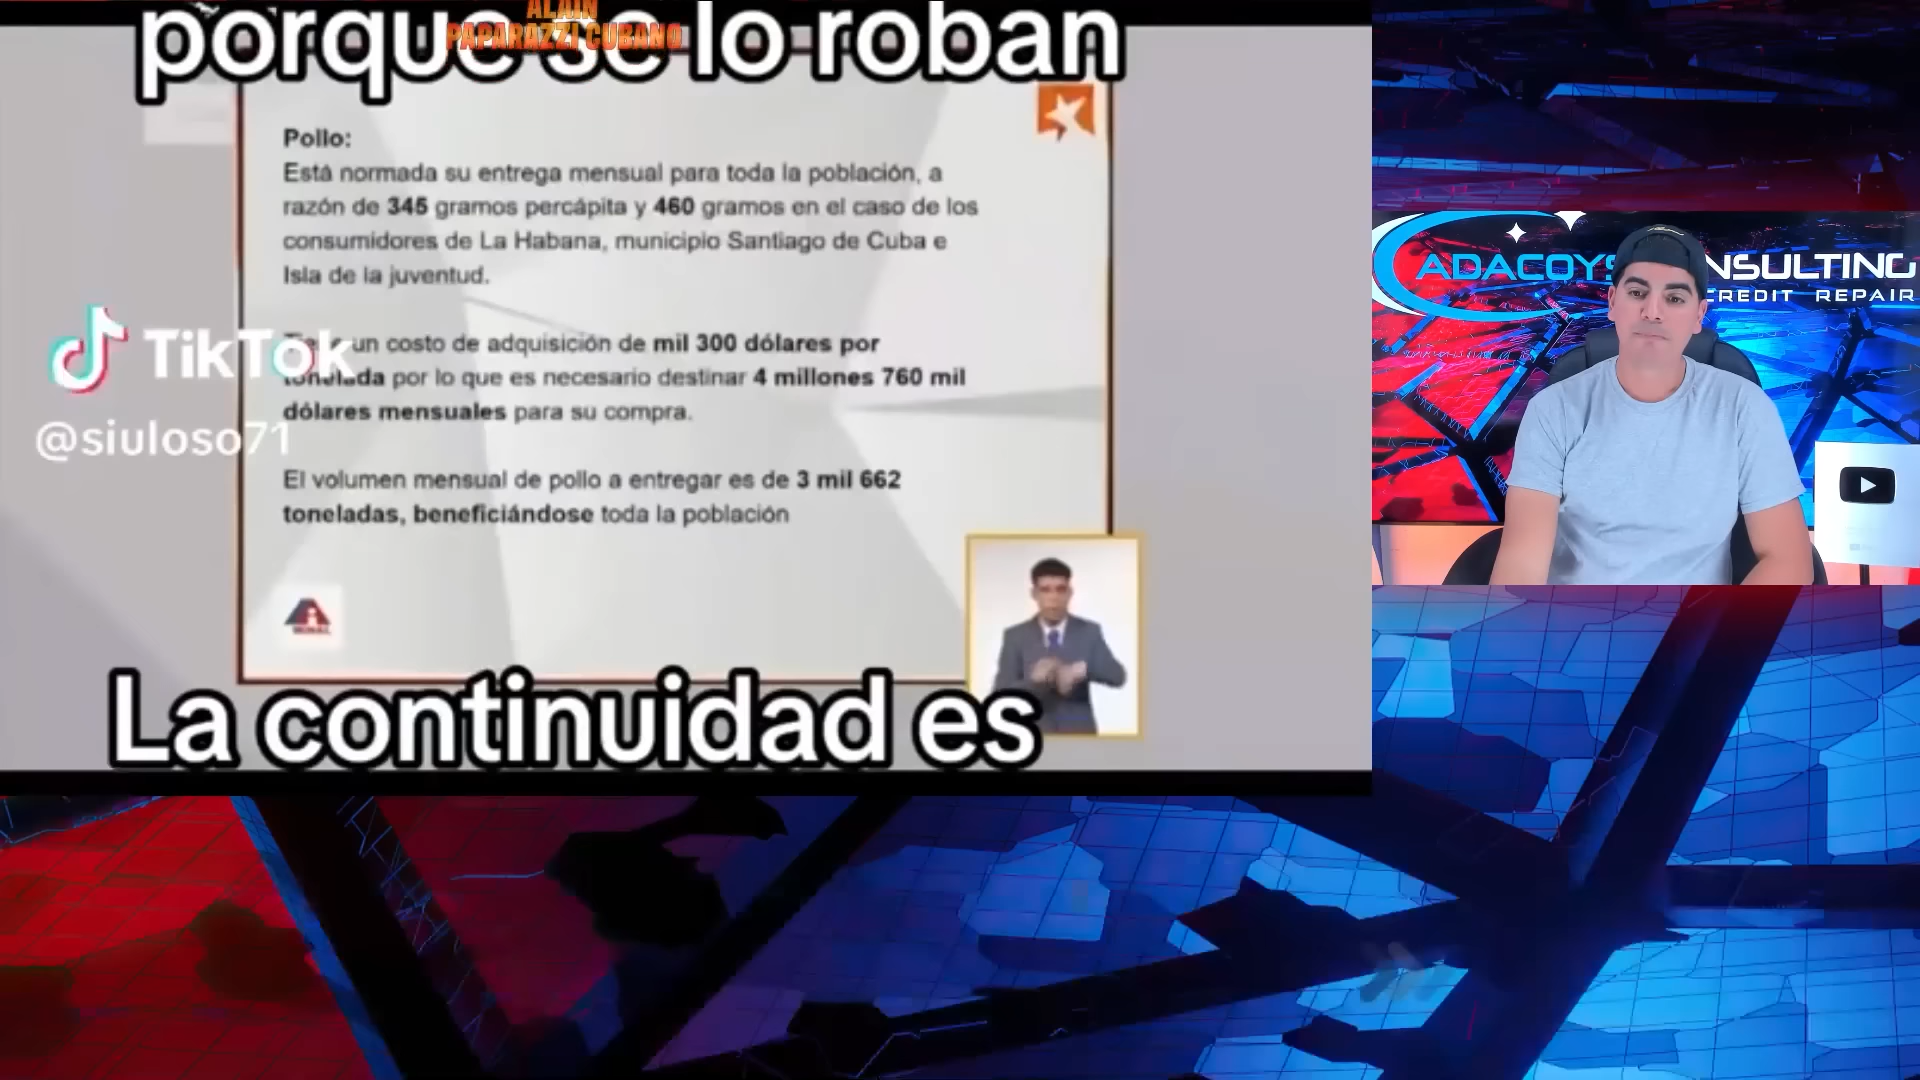 ALAIN
PAPARAZZI CUBANO
porque se lo roban
Pollo:
Está normada su entrega mensual para toda la población, a
razón de 345 gramos percápita y 460 gramos en el caso de los
consumidores de La Habana, municipio Santiago de Cuba e
Isla de la juventud.
un costo de adquisición de mil 300 dólares por
tonelada por lo que es necesario destinar 4 millones 760 mil
dólares mensuales para su compra.
El volumen mensual de pollo a entregar es de 3 mil 662
toneladas, beneficiándose toda la población
TikTok
@siuloso71
La continuidad es
ADACOYS NSULTING
CREDIT REPAIR